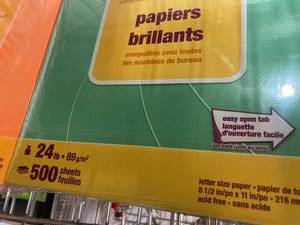 papiers
brillants
compatible avec toutes
les machines de bureau
easy open tab
languette
d'ouverture facile
24 lb • 89 g/m²
500 sheets
feuilles
letter size paper • papier de
8 1/2 in/po x 11 in/po • 216 m
acid free • sans acide